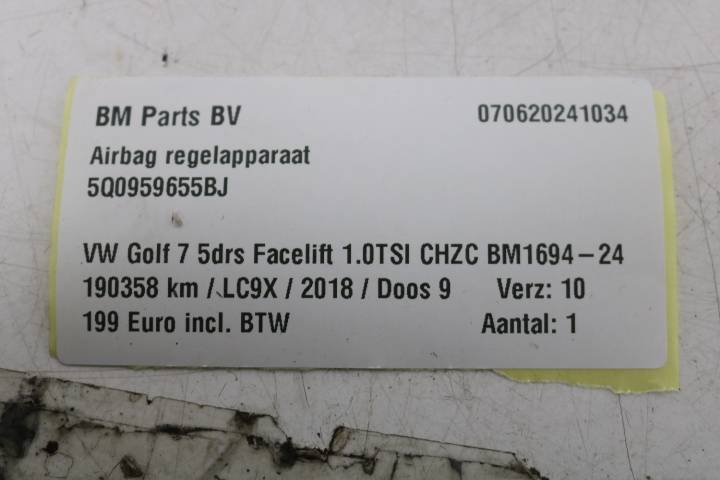 BM Parts BV 070620241034
Airbag regelapparaat
5Q0959655BJ
VW Golf 7 5drs Facelift 1.0TSI CHZC BM1694-24
190358 km / LC9X / 2018 / Doos 9 Verz: 10
199 Euro incl. BTW Aantal: 1